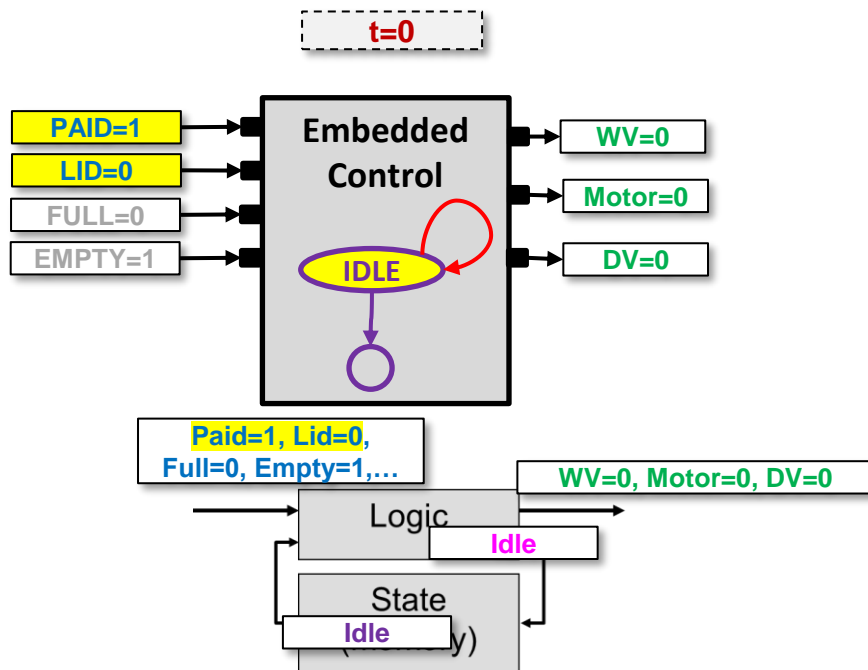 t=0
PAID=1
LID=0
FULL=0
EMPTY=1
Embedded
Control
IDLE
WV=0
Motor=0
DV=0
Paid=1, Lid=0,
Full=0, Empty=1,…
WV=0, Motor=0, DV=0
Logic
Idle
State
Idle